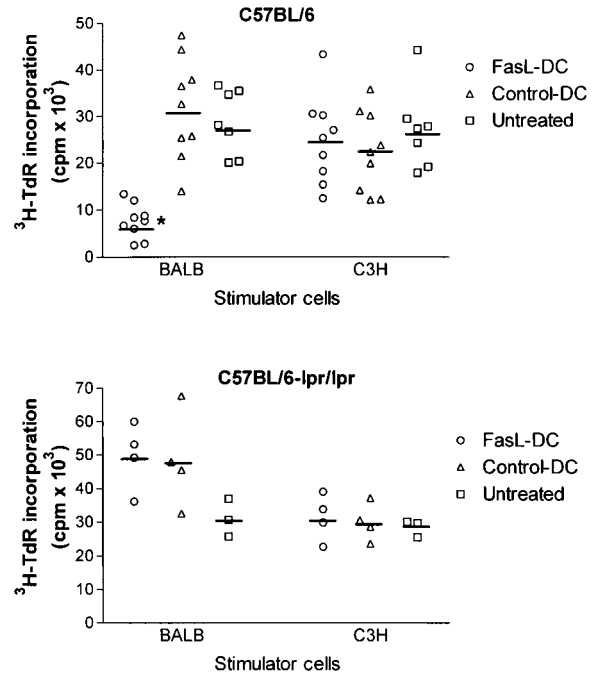 C57BL/6
³H-TdR incorporation
(cpm x 10³)
50
40
30
20
10
0
*
BALB
C3H
Stimulator cells
FasL-DC
Control-DC
Untreated
C57BL/6-lpr/lpr
³H-TdR incorporation
(cpm x 10³)
70
60
50
40
30
20
10
0
BALB
C3H
Stimulator cells
FasL-DC
Control-DC
Untreated